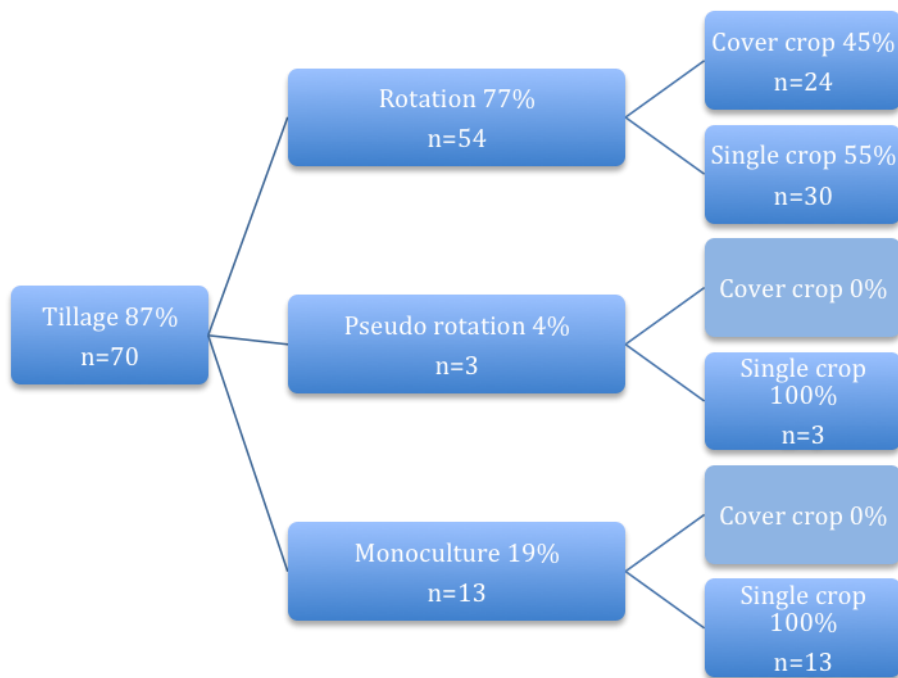 Tillage 87%
n=70
Rotation 77%
n=54
Cover crop 45%
n=24
Single crop 55%
n=30
Pseudo rotation 4%
n=3
Cover crop 0%
Single crop
100%
n=3
Monoculture 19%
n=13
Cover crop 0%
Single crop
100%
n=13